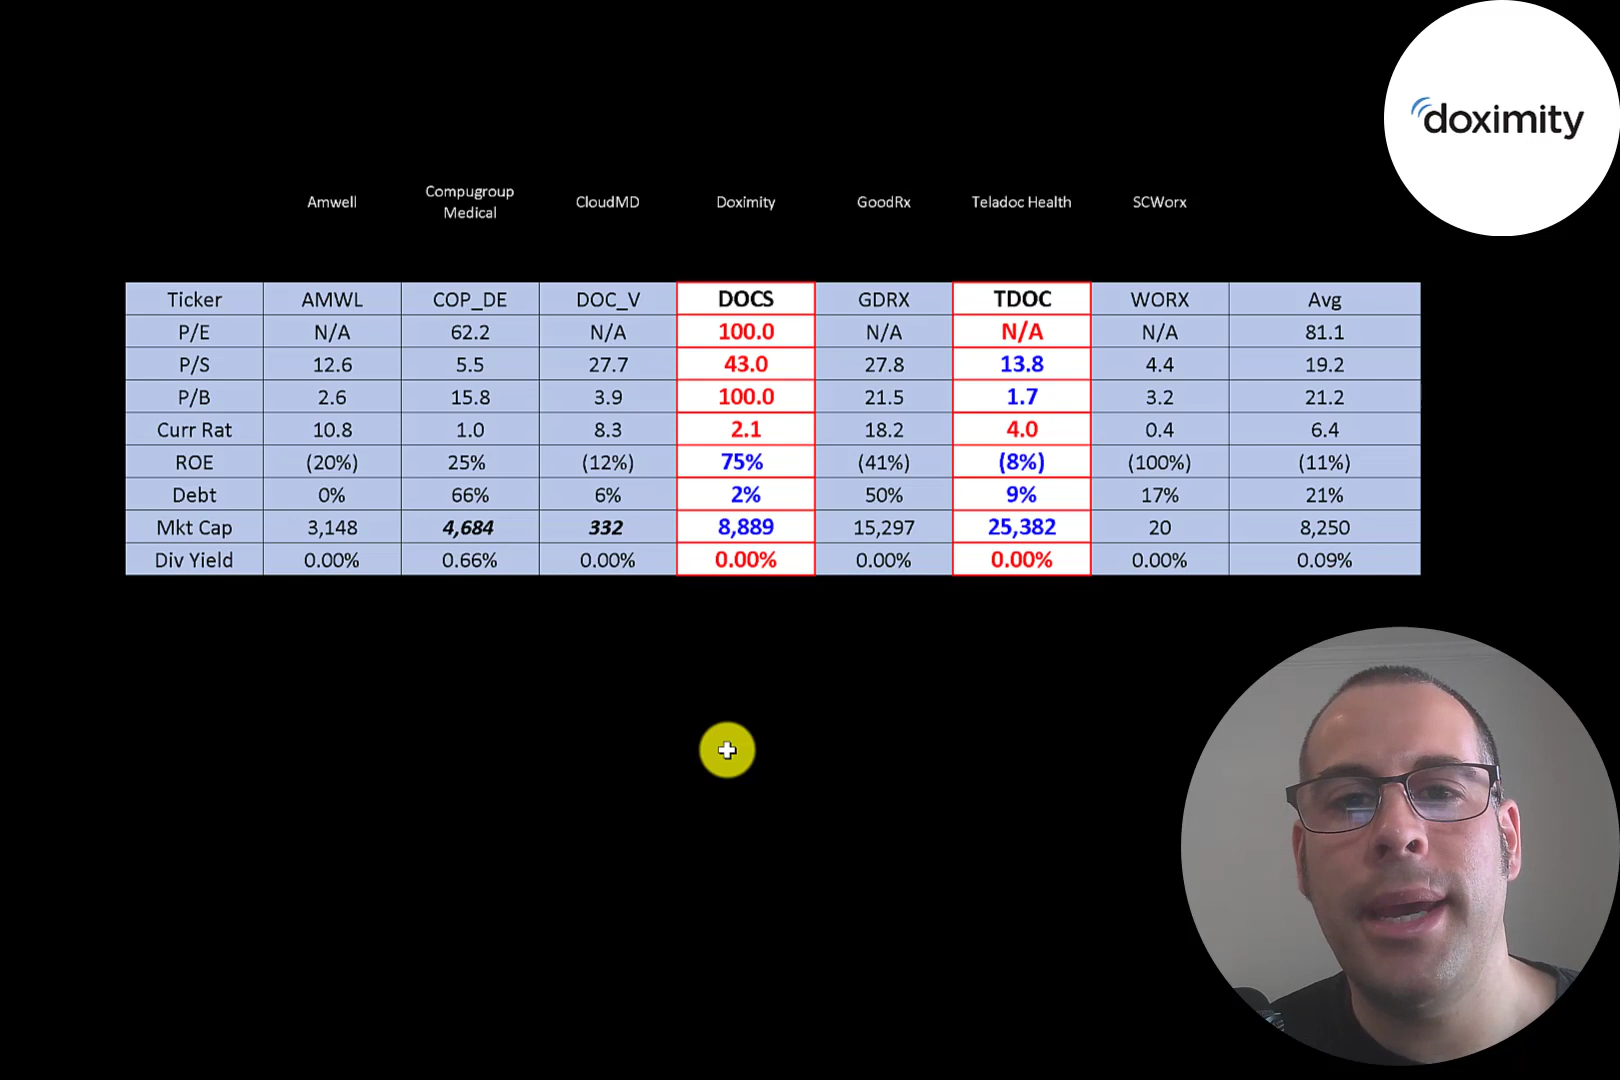 doximity
Amwell Compugroup Medical CloudMD Doximity GoodRx Teladoc Health SCWorx
Ticker AMWL COP_DE DOC_V DOCS GDRX TDOC WORX Avg
P/E N/A 62.2 N/A 100.0 N/A N/A N/A 81.1
P/S 12.6 5.5 27.7 43.0 27.8 13.8 4.4 19.2
P/B 2.6 15.8 3.9 100.0 21.5 1.7 3.2 21.2
Curr Rat 10.8 1.0 8.3 2.1 18.2 4.0 0.4 6.4
ROE (20%) 25% (12%) 75% (41%) (8%) (100%) (11%)
Debt 0% 66% 6% 2% 50% 9% 17% 21%
Mkt Cap 3,148 4,684 332 8,889 15,297 25,382 20 8,250
Div Yield 0.00% 0.66% 0.00% 0.00% 0.00% 0.00% 0.00% 0.09%